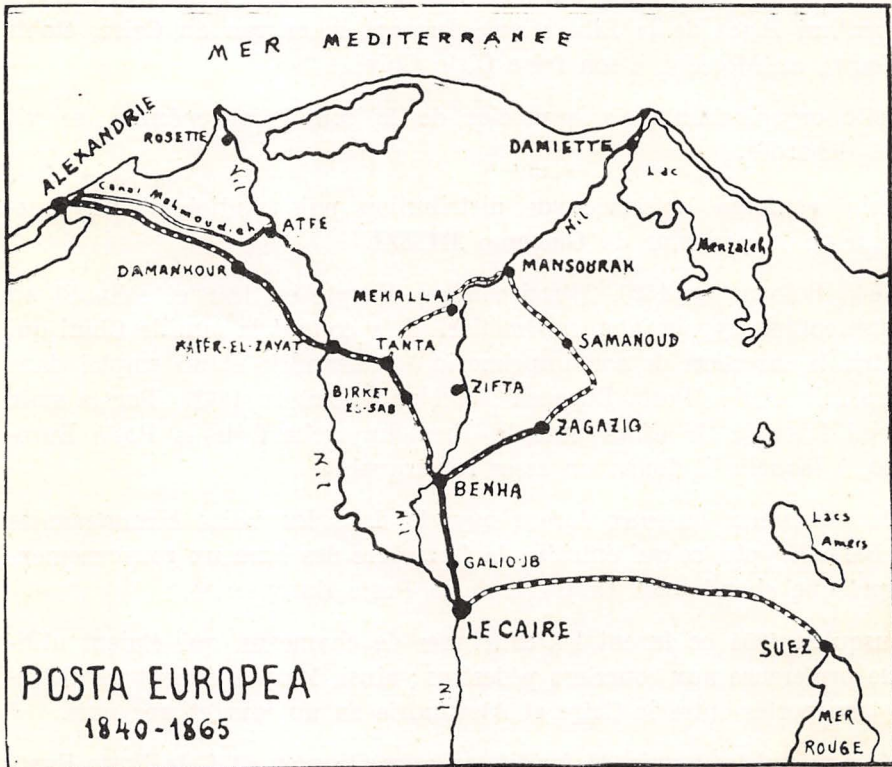 MER MEDITERRANEE
ALEXANDRIE
ROSETTE
DAMIETTE
Lac
Menzaleh
Canal Mahmoudieh
ATFE
Nil
Nil
DAMANHOUR
MEHALLA
MANSOURAH
KAFER-EL-ZAYAT
TANTA
SAMANOUD
BIRKET
EL-SAB
ZIFTA
ZAGAZIG
Nil
BENHA
Nil
Lacs
Amers
GALIOUB
LE CAIRE
SUEZ
Nil
POSTA EUROPEA
1840-1865
MER
ROUGE